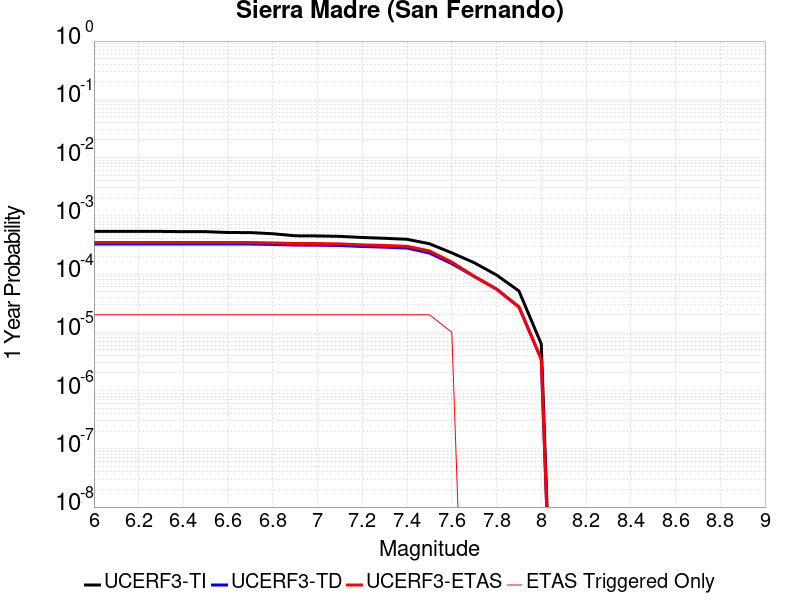 Sierra Madre (San Fernando)
1 Year Probability
10^0
10^-1
10^-2
10^-3
10^-4
10^-5
10^-6
10^-7
10^-8
6 6.2 6.4 6.6 6.8 7 7.2 7.4 7.6 7.8 8 8.2 8.4 8.6 8.8 9
Magnitude
UCERF3-TI UCERF3-TD UCERF3-ETAS ETAS Triggered Only